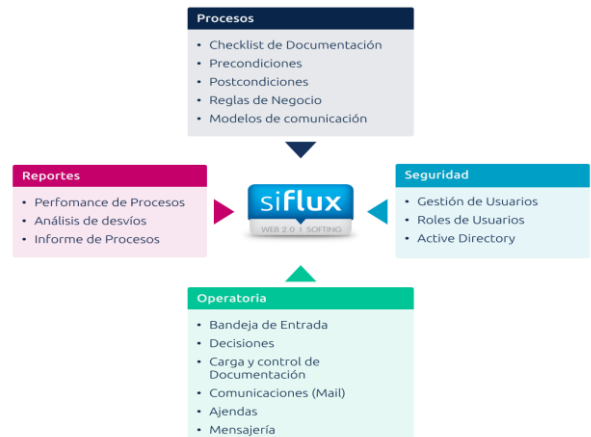 Procesos
• Checklist de Documentación
• Precondiciones
• Postcondiciones
• Reglas de Negocio
• Modelos de comunicación
Reportes
• Perfomance de Procesos
• Análisis de desvíos
• Informe de Procesos
siflux
WEB 2.0 | SOFTING
Seguridad
• Gestión de Usuarios
• Roles de Usuarios
• Active Directory
Operatoria
• Bandeja de Entrada
• Decisiones
• Carga y control de
Documentación
• Comunicaciones (Mail)
• Ajendas
• Mensajería